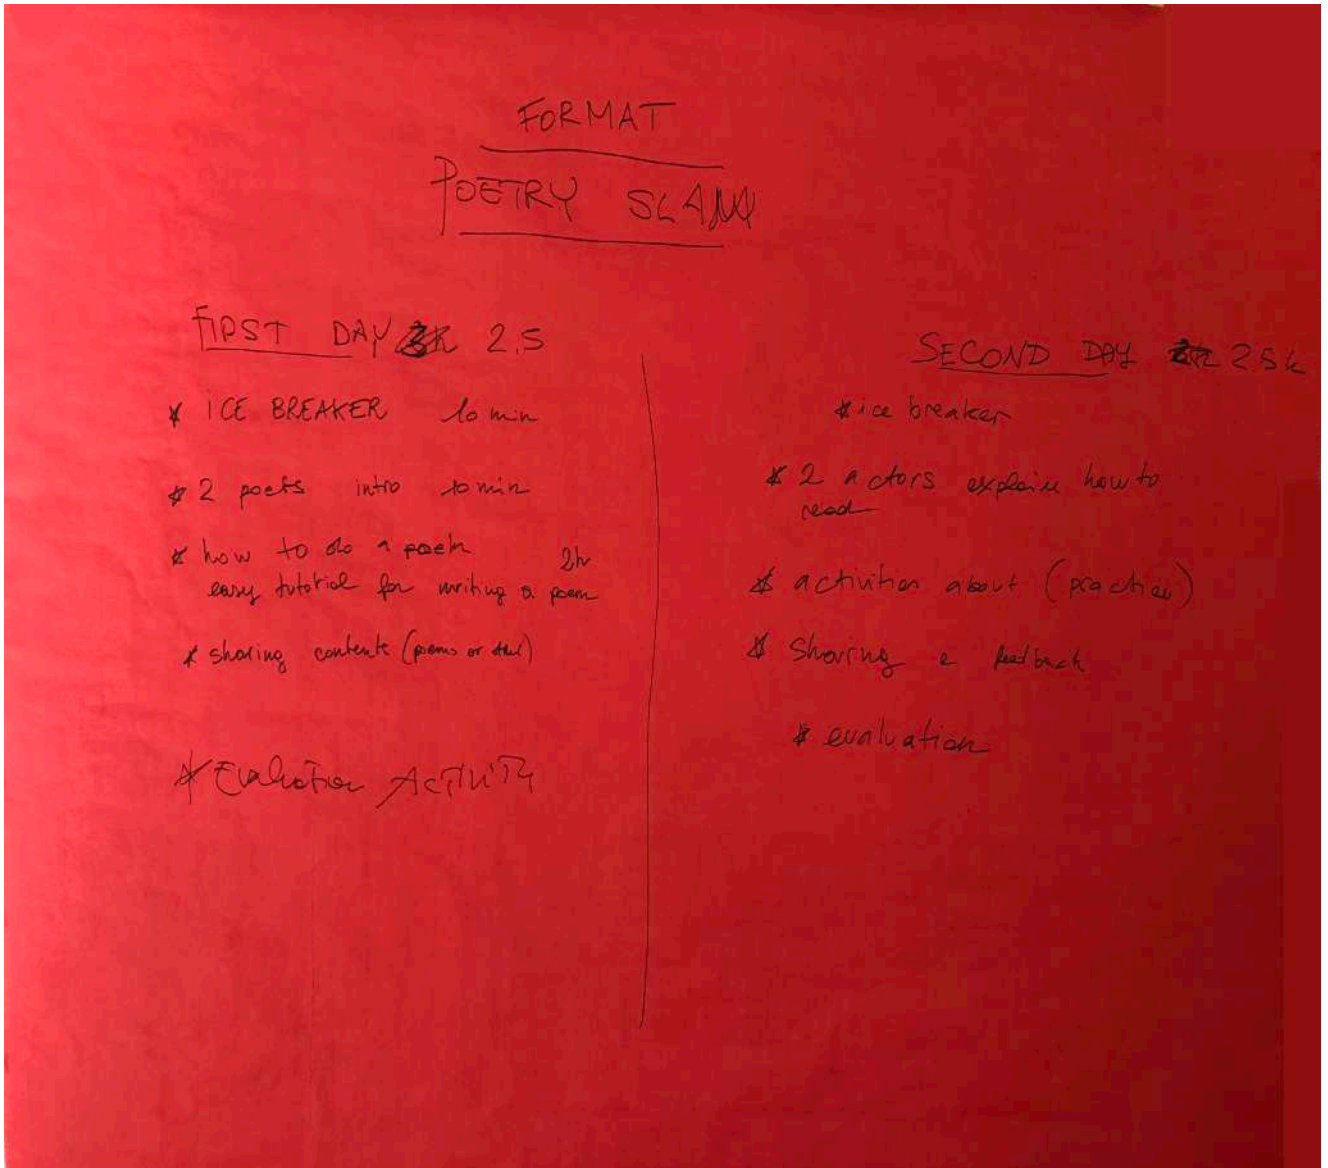 FORMAT
POETRY SLAM
FIRST DAY 2.5
* ICE BREAKER 10 min
* 2 poets intro 10 min
* how to do a poem 2h
easy tutorial for writing a poem
* sharing contents (poems or other)
* Evaluation ACTIVITY
SECOND DAY 2.5 h
* ice breaker
* 2 actors explain how to
read
* activities about (practice)
* Sharing e feedback
* evaluation